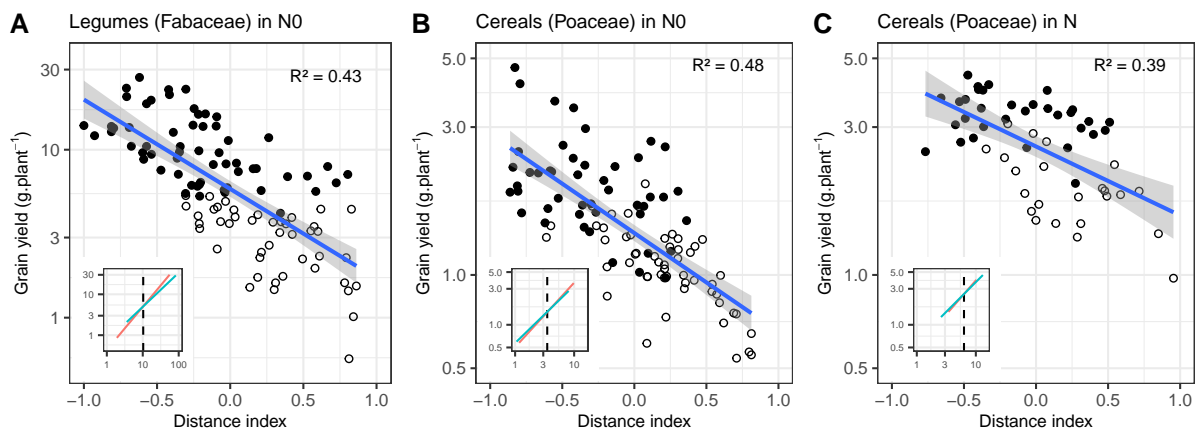 A Legumes (Fabaceae) in N0
R² = 0.43
30
10
3
1
Grain yield (g.plant⁻¹)
30
10
3
1
1 10 100
−1.0 −0.5 0.0 0.5 1.0
Distance index
B Cereals (Poaceae) in N0
R² = 0.48
5.0
3.0
1.0
0.5
Grain yield (g.plant⁻¹)
5.0
3.0
1.0
0.5
1 3 10
−1.0 −0.5 0.0 0.5 1.0
Distance index
C Cereals (Poaceae) in N
R² = 0.39
5.0
3.0
1.0
0.5
Grain yield (g.plant⁻¹)
5.0
3.0
1.0
0.5
1 3 10
−1.0 −0.5 0.0 0.5 1.0
Distance index